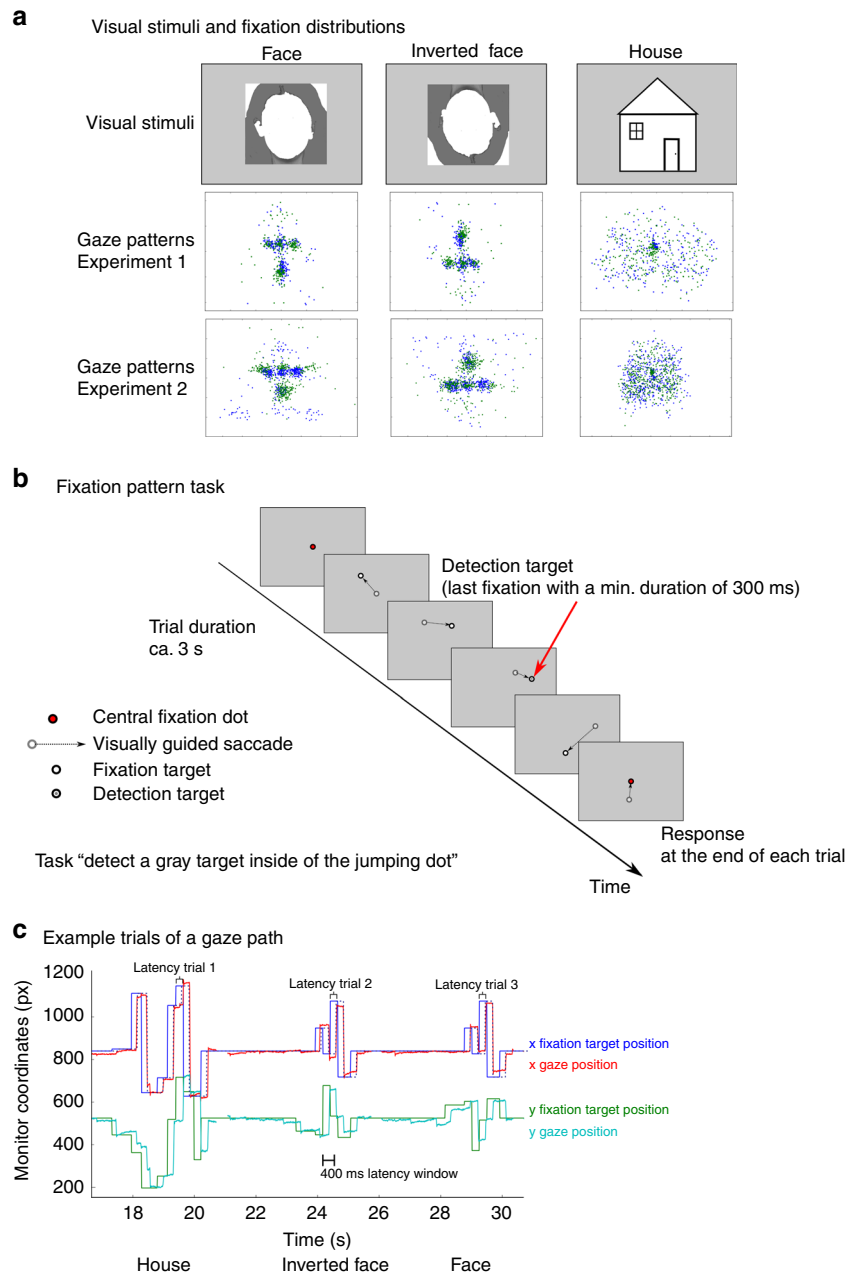 a
Visual stimuli and fixation distributions
Face
Inverted face
House
Visual stimuli
Gaze patterns
Experiment 1
Gaze patterns
Experiment 2
b
Fixation pattern task
Detection target
(last fixation with a min. duration of 300 ms)
Trial duration
ca. 3 s
Central fixation dot
Visually guided saccade
Fixation target
Detection target
Response
at the end of each trial
Task “detect a gray target inside of the jumping dot”
Time
c
Example trials of a gaze path
Latency trial 1
Latency trial 2
Latency trial 3
1200
1000
800
600
400
200
Monitor coordinates (px)
x fixation target position
x gaze position
y fixation target position
y gaze position
400 ms latency window
18
20
22
24
26
28
30
Time (s)
House
Inverted face
Face